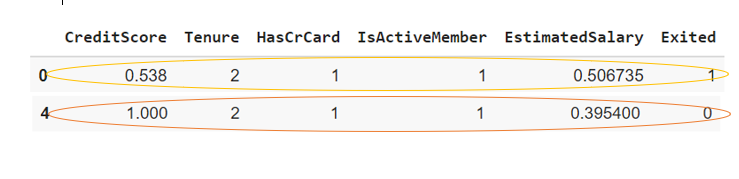 CreditScore Tenure HasCrCard IsActiveMember EstimatedSalary Exited
0 0.538 2 1 1 0.506735 1
4 1.000 2 1 1 0.395400 0